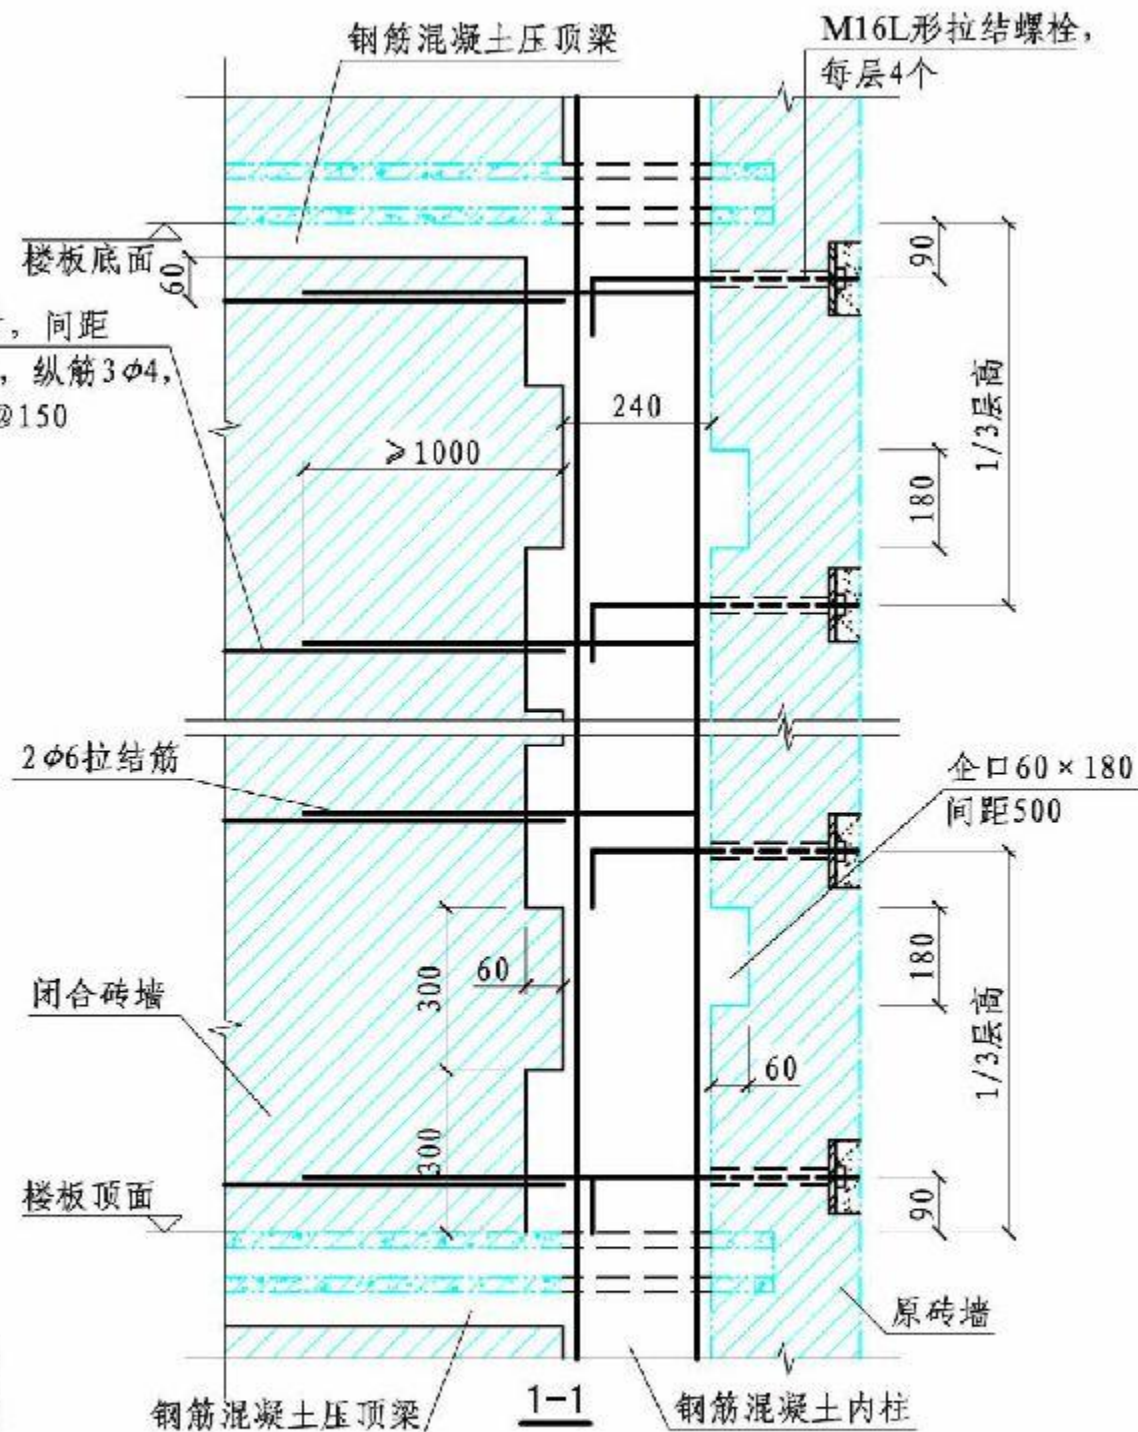 钢筋混凝土压顶梁
M16L形拉结螺栓，
每层4个
楼板底面
60
90
，间距
，纵筋3φ4，
@150
240
1/3层高
≥1000
180
2φ6拉结筋
企口60×180
间距500
300
60
180
闭合砖墙
1/3层高
60
300
楼板顶面
90
原砖墙
钢筋混凝土压顶梁
1-1
钢筋混凝土内柱